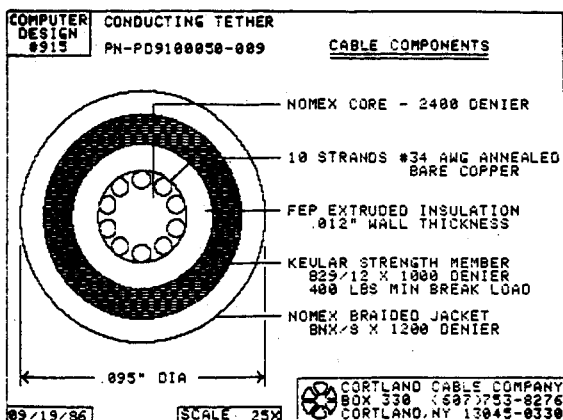 COMPUTER
DESIGN
#915
CONDUCTING TETHER
PN-PD9100050-009
CABLE COMPONENTS
NOMEX CORE - 2400 DENIER
10 STRANDS #34 AWG ANNEALED
BARE COPPER
FEP EXTRUDED INSULATION
.012" WALL THICKNESS
KEVLAR STRENGTH MEMBER
B29/12 X 1000 DENIER
400 LBS MIN BREAK LOAD
NOMEX BRAIDED JACKET
BNX/8 X 1200 DENIER
.095" DIA
09/19/86
SCALE 25X
CORTLAND CABLE COMPANY
BOX 330 (607)753-8276
CORTLAND, NY 13045-0330